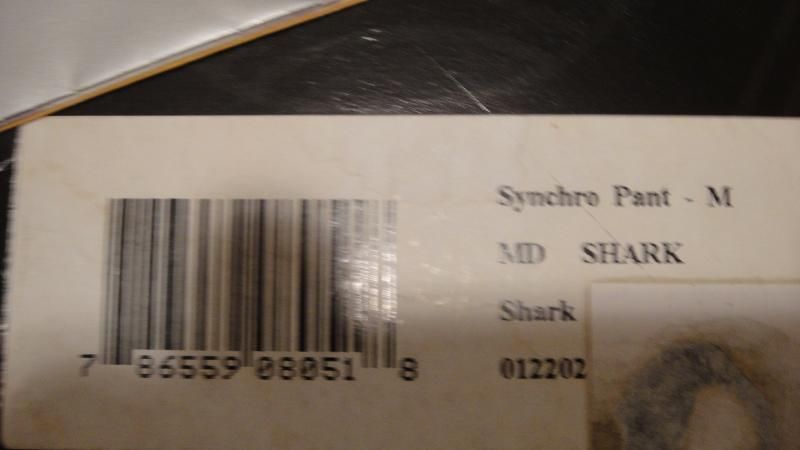 Synchro Pant - M
MD SHARK
Shark
012202
7 86559 08051 8